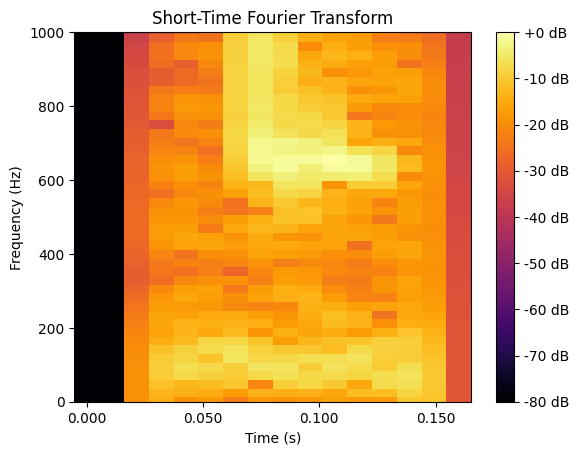 Short-Time Fourier Transform
1000
800
600
400
200
0
Frequency (Hz)
0.000
0.050
0.100
0.150
Time (s)
+0 dB
-10 dB
-20 dB
-30 dB
-40 dB
-50 dB
-60 dB
-70 dB
-80 dB